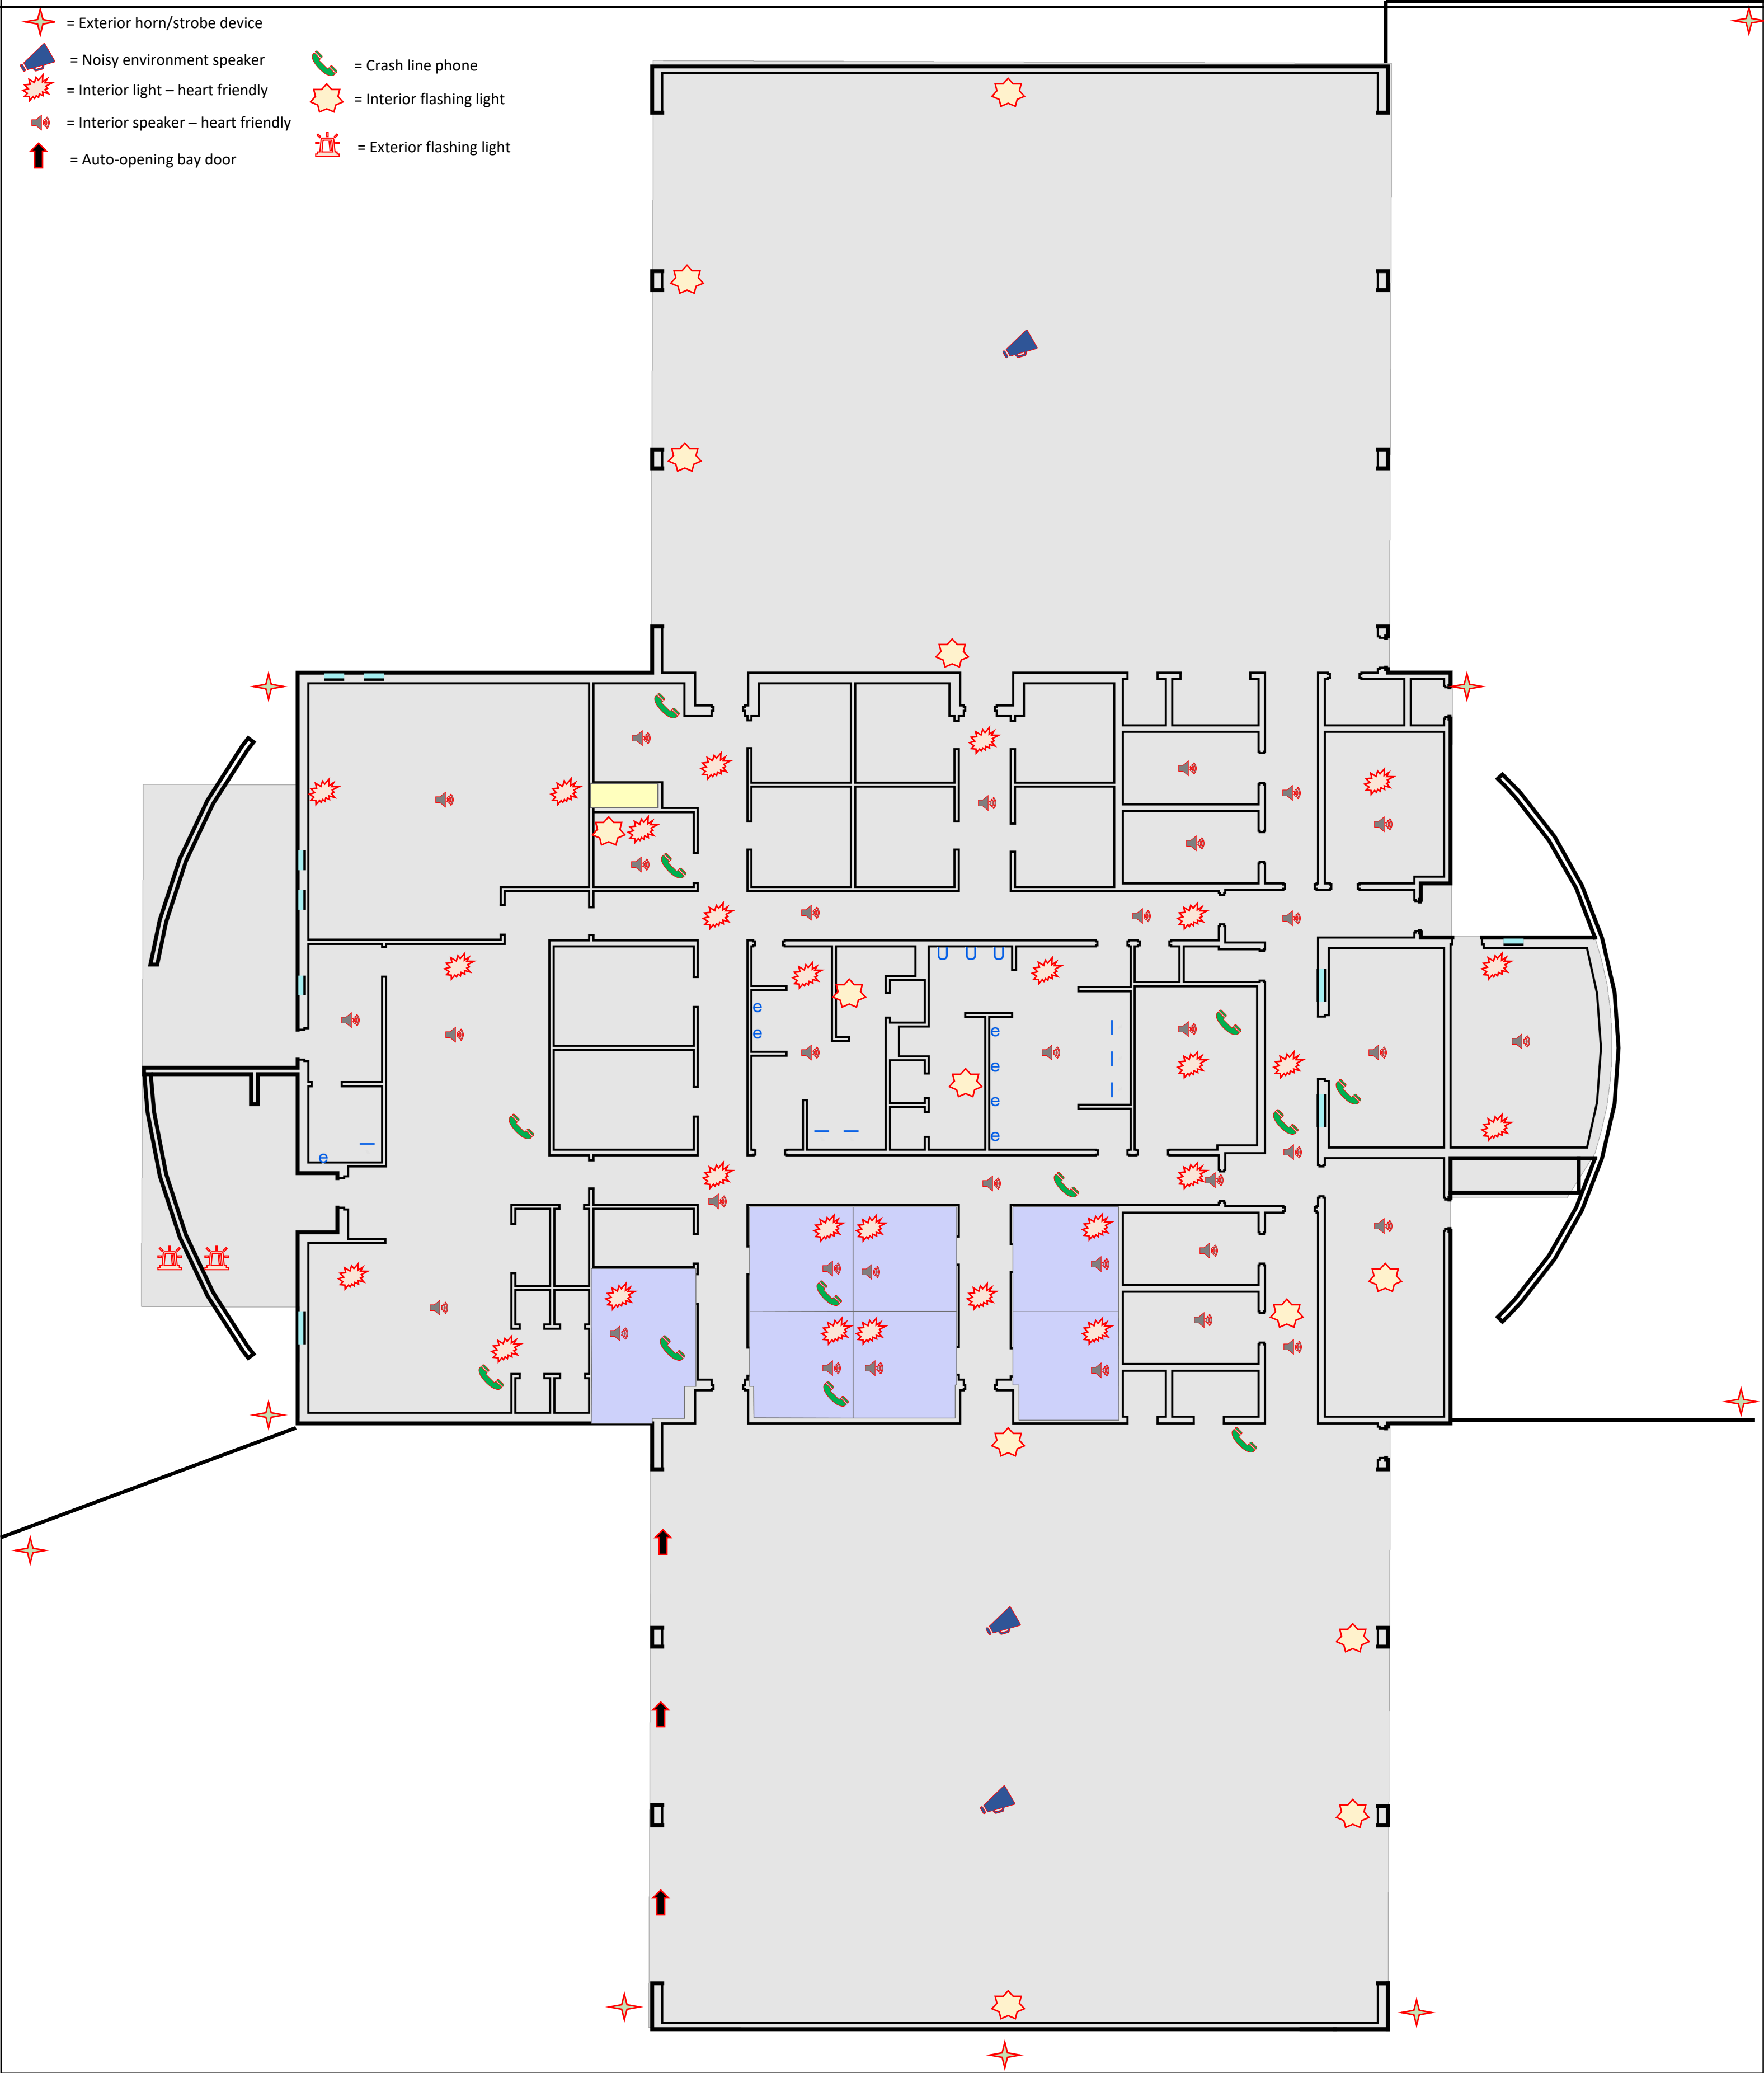 = Exterior horn/strobe device
= Noisy environment speaker
= Interior light – heart friendly
= Interior speaker – heart friendly
= Auto-opening bay door
= Crash line phone
= Interior flashing light
= Exterior flashing light
U U U
e
e
e
e
e
e
e